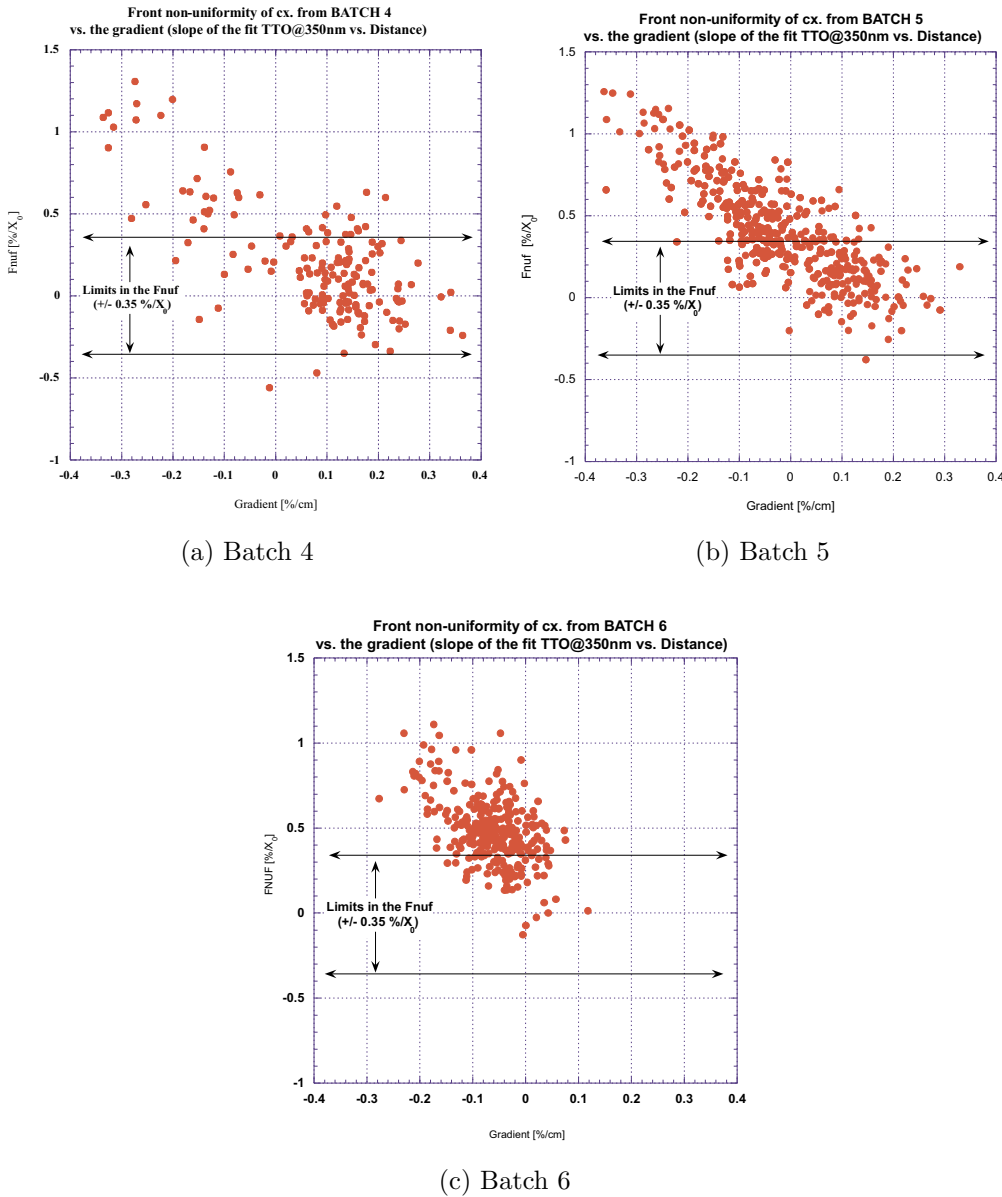 Front non-uniformity of cx. from BATCH 4
vs. the gradient (slope of the fit TTO@350nm vs. Distance)
1.5
1
0.5
0
-0.5
-1
Fnuf [%/X0]
Limits in the Fnuf
(+/- 0.35 %/X0)
-0.4 -0.3 -0.2 -0.1 0 0.1 0.2 0.3 0.4
Gradient [%/cm]
(a) Batch 4
Front non-uniformity of cx. from BATCH 5
vs. the gradient (slope of the fit TTO@350nm vs. Distance)
1.5
1
0.5
0
-0.5
-1
Fnuf [%/X0]
Limits in the Fnuf
(+/- 0.35 %/X0)
-0.4 -0.3 -0.2 -0.1 0 0.1 0.2 0.3 0.4
Gradient [%/cm]
(b) Batch 5
Front non-uniformity of cx. from BATCH 6
vs. the gradient (slope of the fit TTO@350nm vs. Distance)
1.5
1
0.5
0
-0.5
-1
FNUF [%/X0]
Limits in the Fnuf
(+/- 0.35 %/X0)
-0.4 -0.3 -0.2 -0.1 0 0.1 0.2 0.3 0.4
Gradient [%/cm]
(c) Batch 6